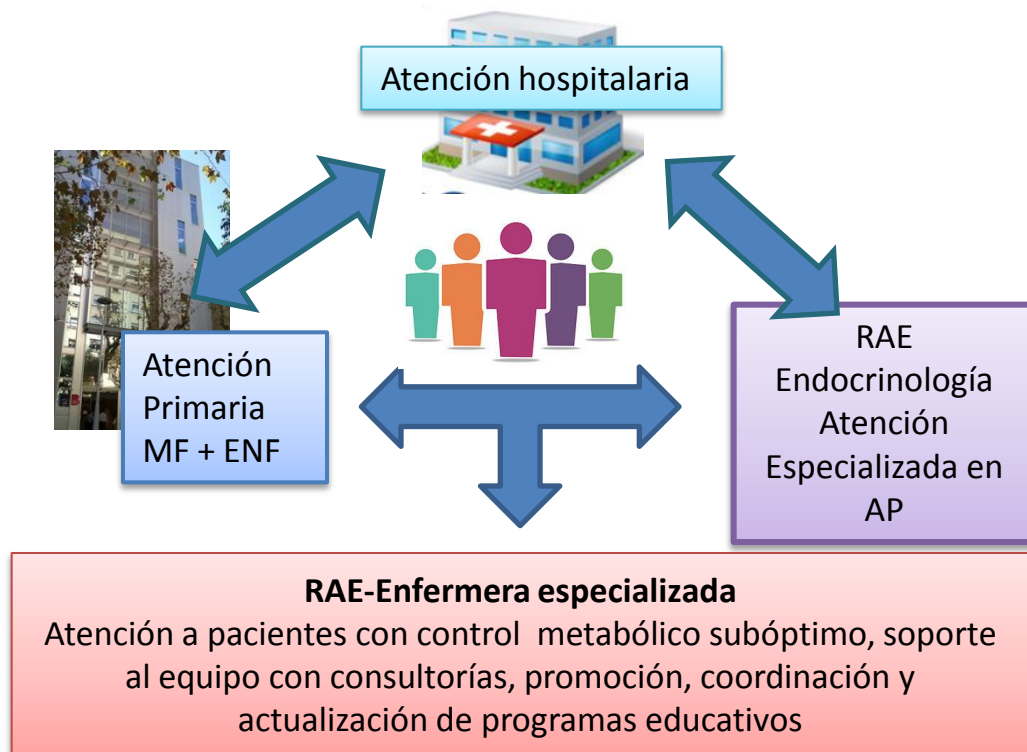 Atención hospitalaria
Atención
Primaria
MF + ENF
RAE
Endocrinología
Atención
Especializada en
AP
RAE-Enfermera especializada
Atención a pacientes con control metabólico subóptimo, soporte
al equipo con consultorías, promoción, coordinación y
actualización de programas educativos